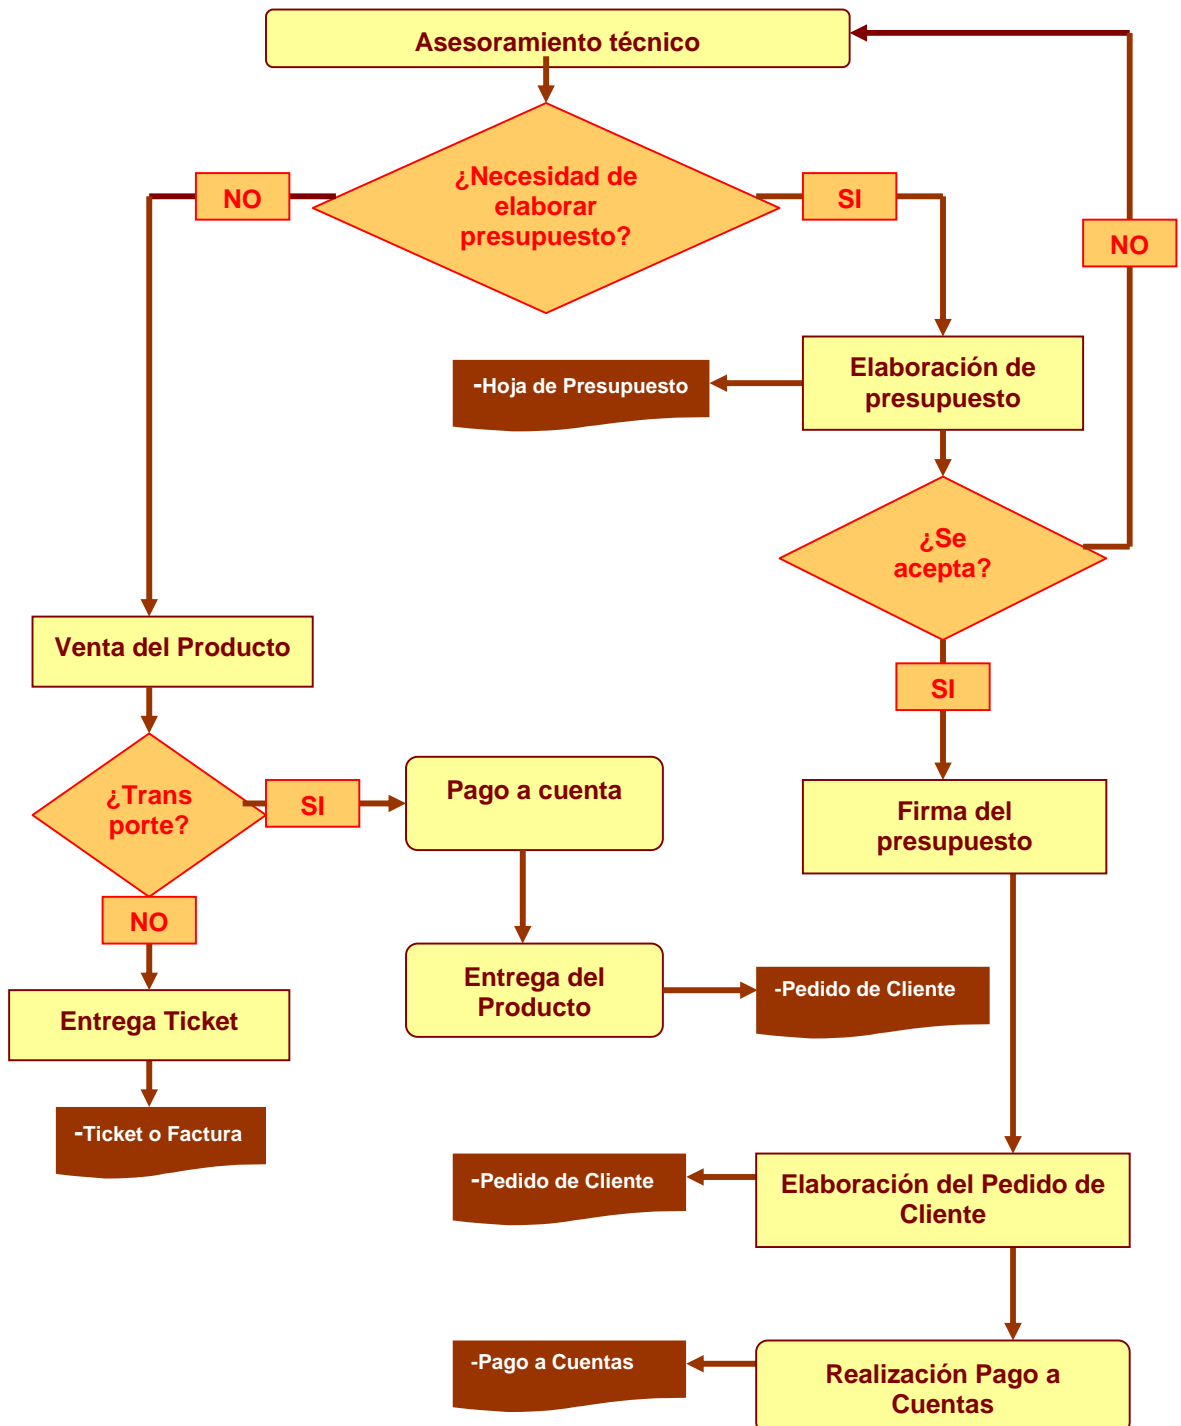 Asesoramiento técnico
¿Necesidad de
elaborar
presupuesto?
NO
SI
NO
Elaboración de
presupuesto
-Hoja de Presupuesto
¿Se
acepta?
Venta del Producto
SI
¿Trans
porte?
SI
Pago a cuenta
Firma del
presupuesto
NO
Entrega del
Producto
-Pedido de Cliente
Entrega Ticket
-Ticket o Factura
-Pedido de Cliente
Elaboración del Pedido de
Cliente
-Pago a Cuentas
Realización Pago a
Cuentas